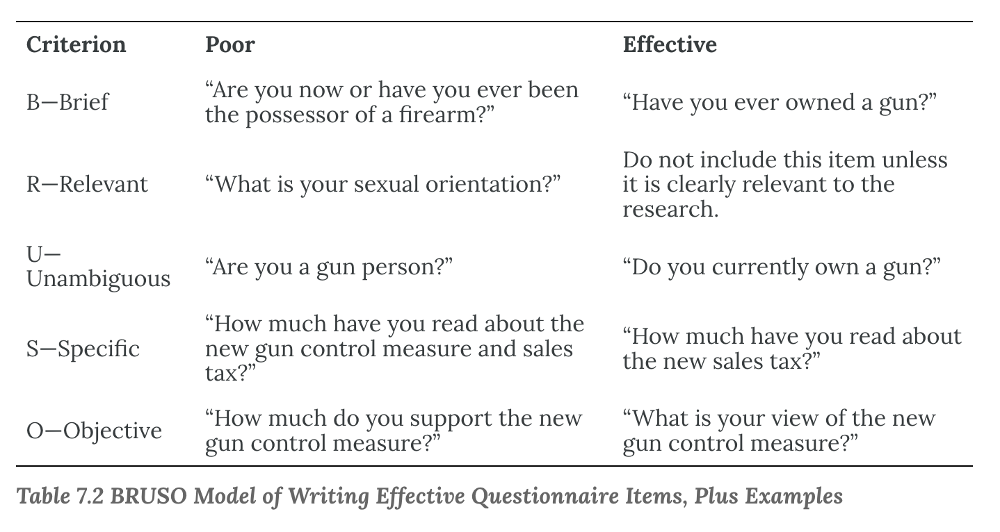 Criterion Poor Effective
B—Brief “Are you now or have you ever been
the possessor of a firearm?” “Have you ever owned a gun?”
R—Relevant “What is your sexual orientation?” Do not include this item unless
it is clearly relevant to the
research.
U—
Unambiguous “Are you a gun person?” “Do you currently own a gun?”
S—Specific “How much have you read about the
new gun control measure and sales
tax?” “How much have you read about
the new sales tax?”
O—Objective “How much do you support the new
gun control measure?” “What is your view of the new
gun control measure?”
Table 7.2 BRUSO Model of Writing Effective Questionnaire Items, Plus Examples